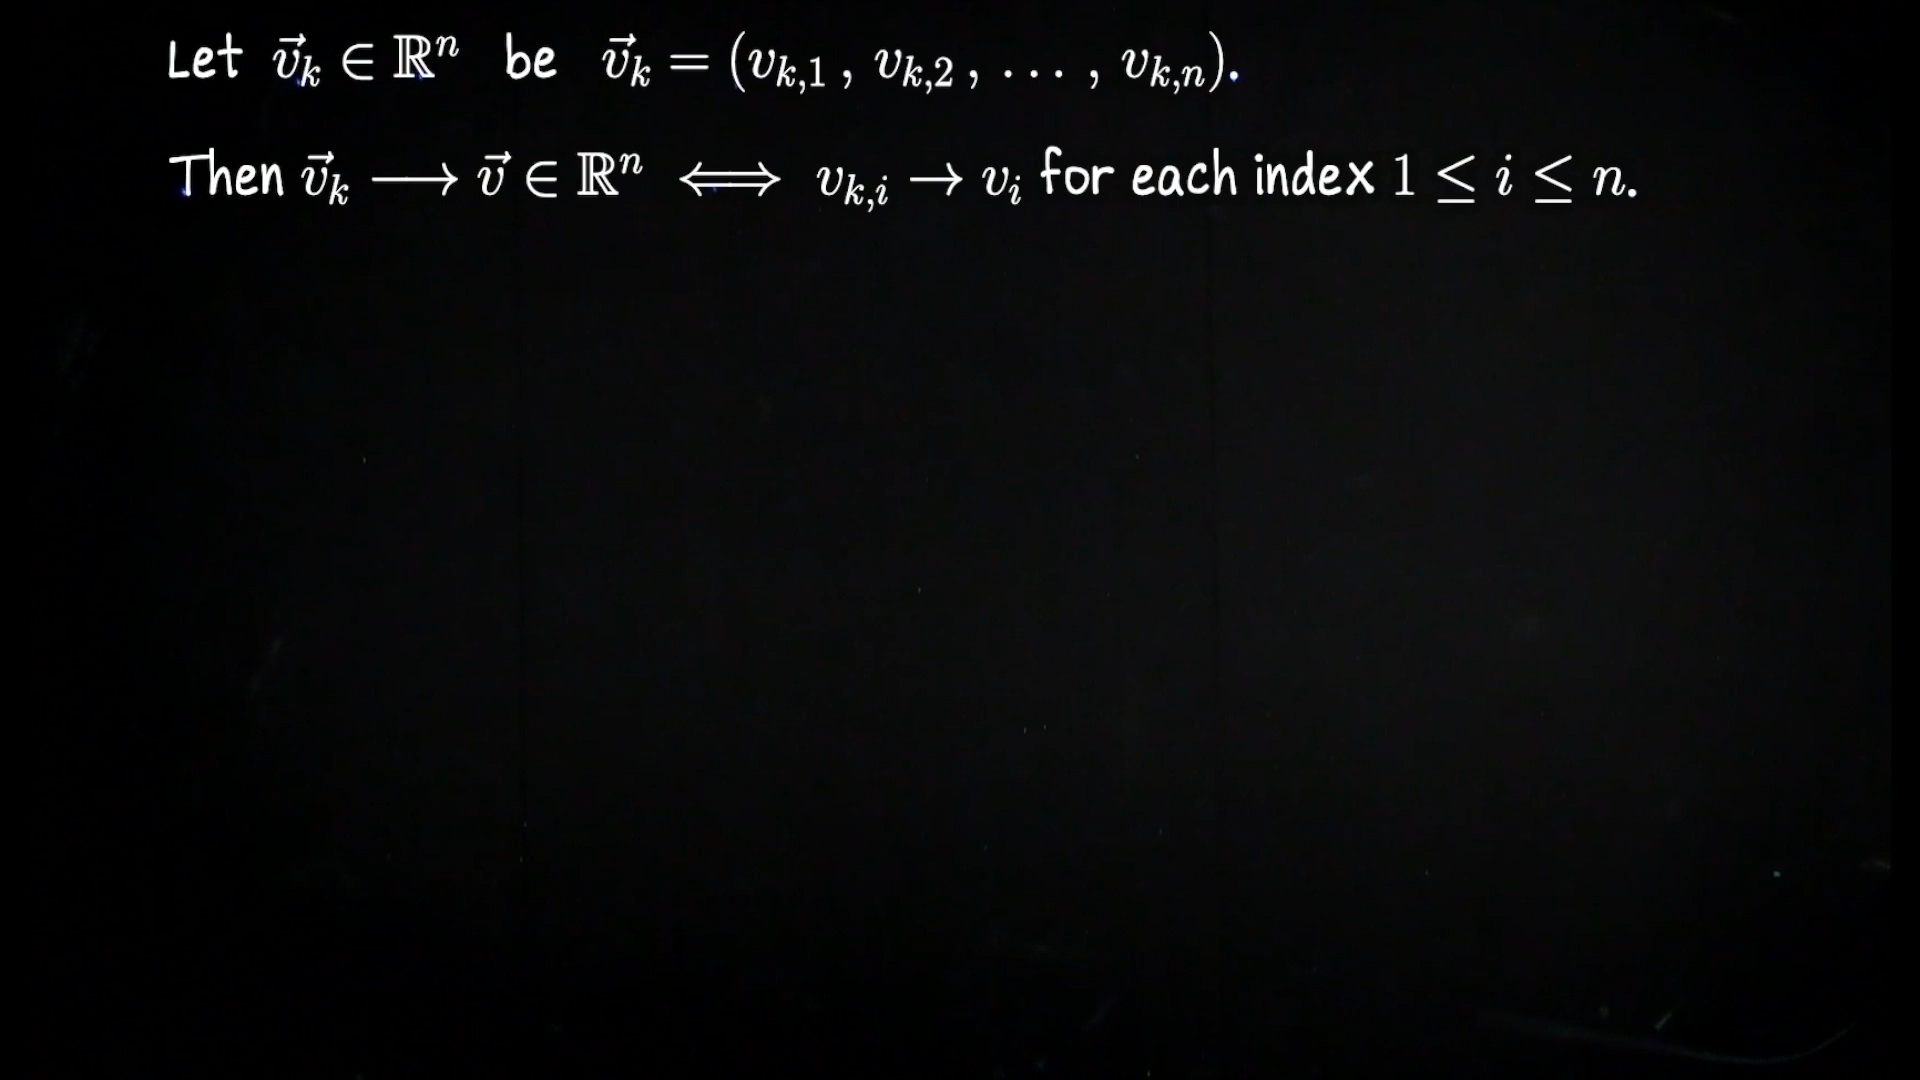 Let $\vec{v}_k \in \mathbb{R}^n$ be $\vec{v}_k = (v_{k,1}, v_{k,2}, \ldots, v_{k,n})$.
Then $\vec{v}_k \longrightarrow \vec{v} \in \mathbb{R}^n \iff v_{k,i} \to v_i$ for each index $1 \leq i \leq n$.